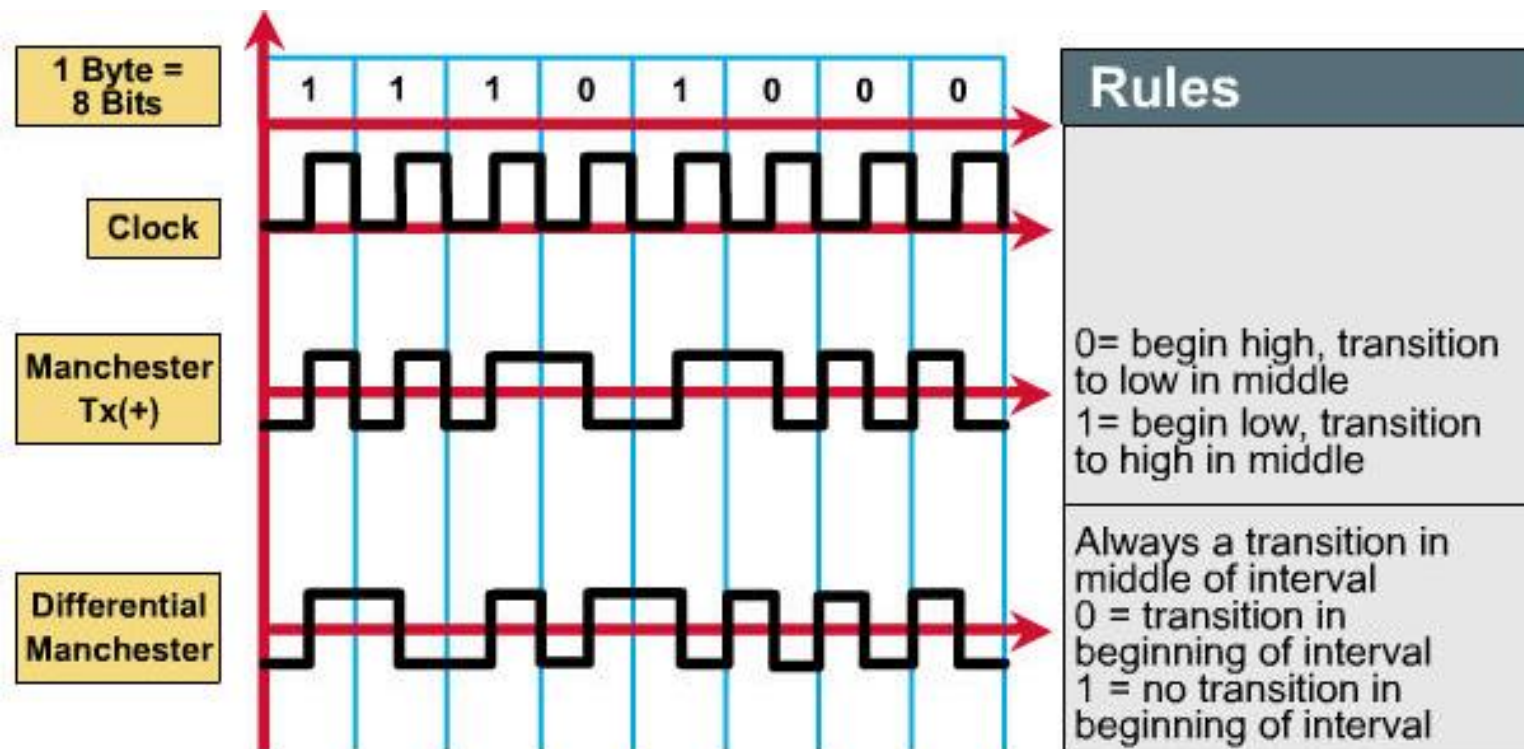 1 Byte =
8 Bits
1 1 1 0 1 0 0 0
Rules
Clock
Manchester
Tx(+)
0= begin high, transition
to low in middle
1= begin low, transition
to high in middle
Differential
Manchester
Always a transition in
middle of interval
0 = transition in
beginning of interval
1 = no transition in
beginning of interval